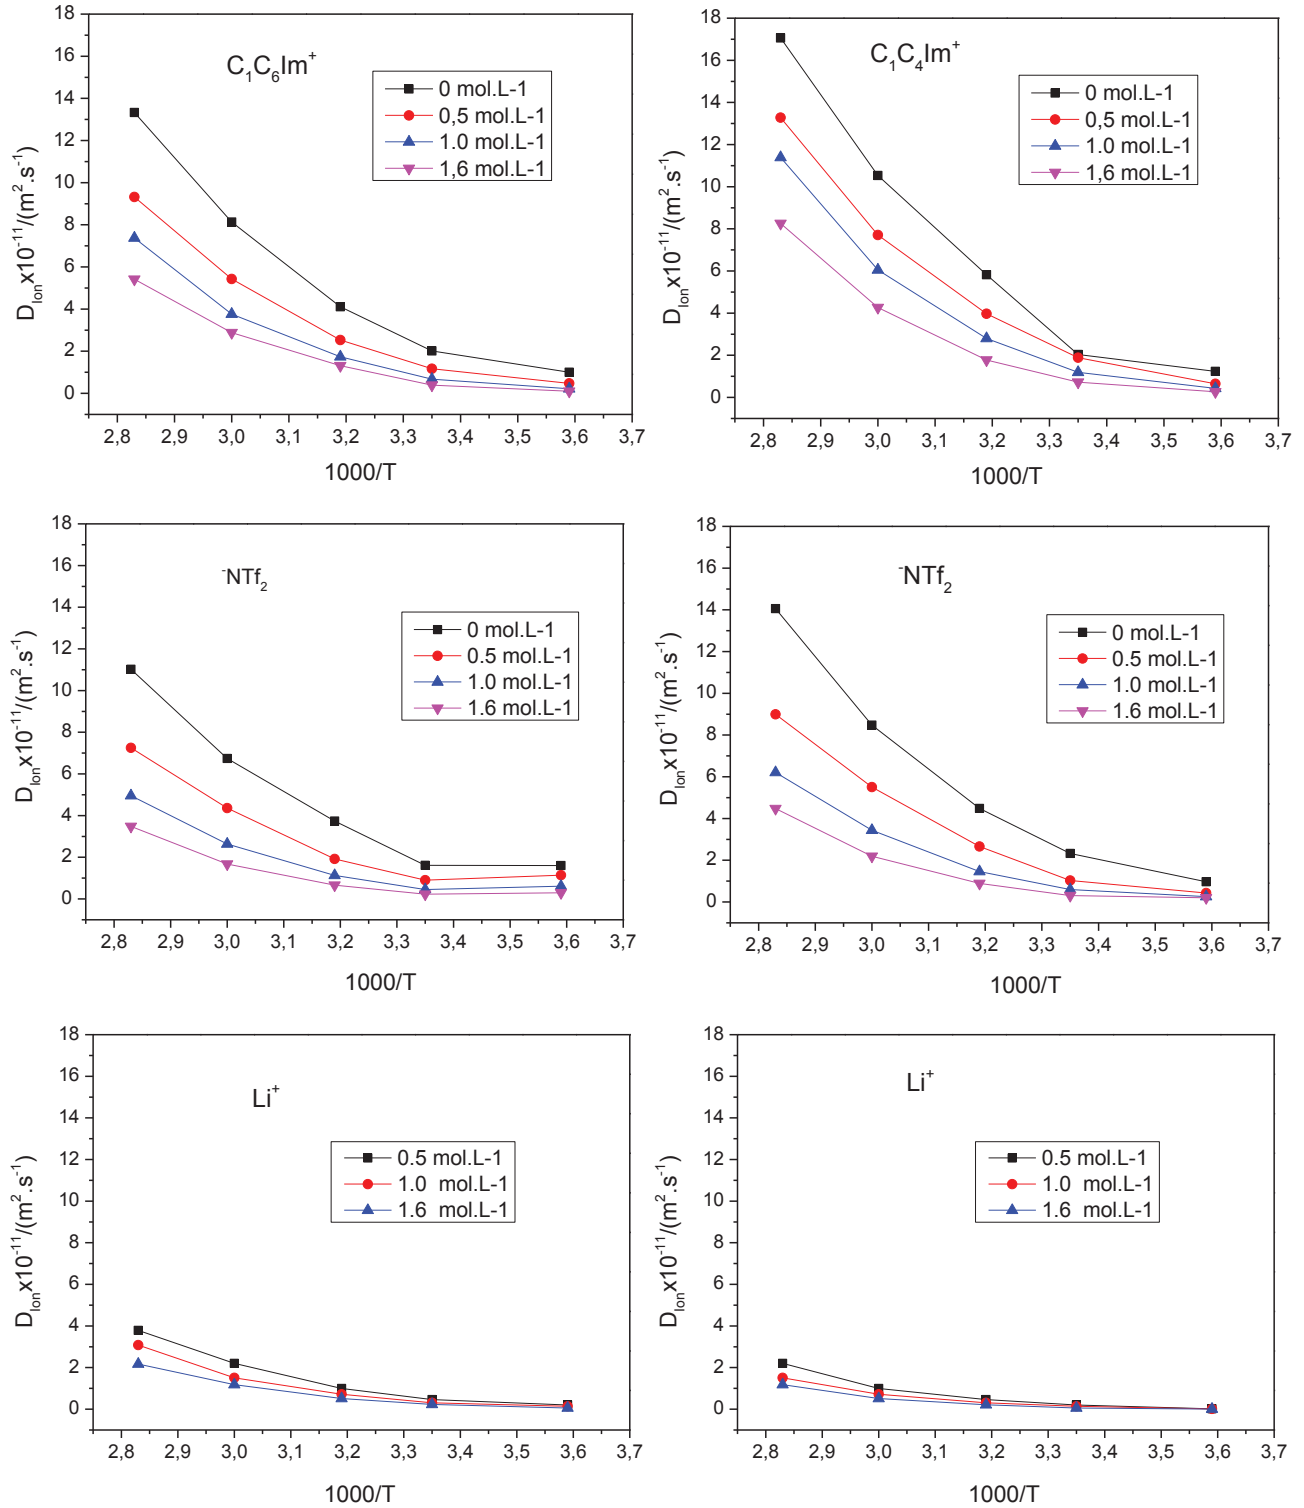 C₁C₆Im⁺
0 mol.L-1
0,5 mol.L-1
1.0 mol.L-1
1,6 mol.L-1
D_Ion x10⁻¹¹/(m².s⁻¹)
18
16
14
12
10
8
6
4
2
0
2,8 2,9 3,0 3,1 3,2 3,3 3,4 3,5 3,6 3,7
1000/T
C₁C₄Im⁺
0 mol.L-1
0,5 mol.L-1
1.0 mol.L-1
1,6 mol.L-1
D_Ion x10⁻¹¹/(m².s⁻¹)
18
16
14
12
10
8
6
4
2
0
2,8 2,9 3,0 3,1 3,2 3,3 3,4 3,5 3,6 3,7
1000/T
⁻NTf₂
0 mol.L-1
0.5 mol.L-1
1.0 mol.L-1
1.6 mol.L-1
D_Ion x10⁻¹¹/(m².s⁻¹)
18
16
14
12
10
8
6
4
2
0
2,8 2,9 3,0 3,1 3,2 3,3 3,4 3,5 3,6 3,7
1000/T
⁻NTf₂
0 mol.L-1
0.5 mol.L-1
1.0 mol.L-1
1.6 mol.L-1
D_Ion x10⁻¹¹/(m².s⁻¹)
18
16
14
12
10
8
6
4
2
0
2,8 2,9 3,0 3,1 3,2 3,3 3,4 3,5 3,6 3,7
1000/T
Li⁺
0.5 mol.L-1
1.0 mol.L-1
1.6 mol.L-1
D_Ion x10⁻¹¹/(m².s⁻¹)
18
16
14
12
10
8
6
4
2
0
2,8 2,9 3,0 3,1 3,2 3,3 3,4 3,5 3,6 3,7
1000/T
Li⁺
0.5 mol.L-1
1.0 mol.L-1
1.6 mol.L-1
D_Ion x10⁻¹¹/(m².s⁻¹)
18
16
14
12
10
8
6
4
2
0
2,8 2,9 3,0 3,1 3,2 3,3 3,4 3,5 3,6 3,7
1000/T